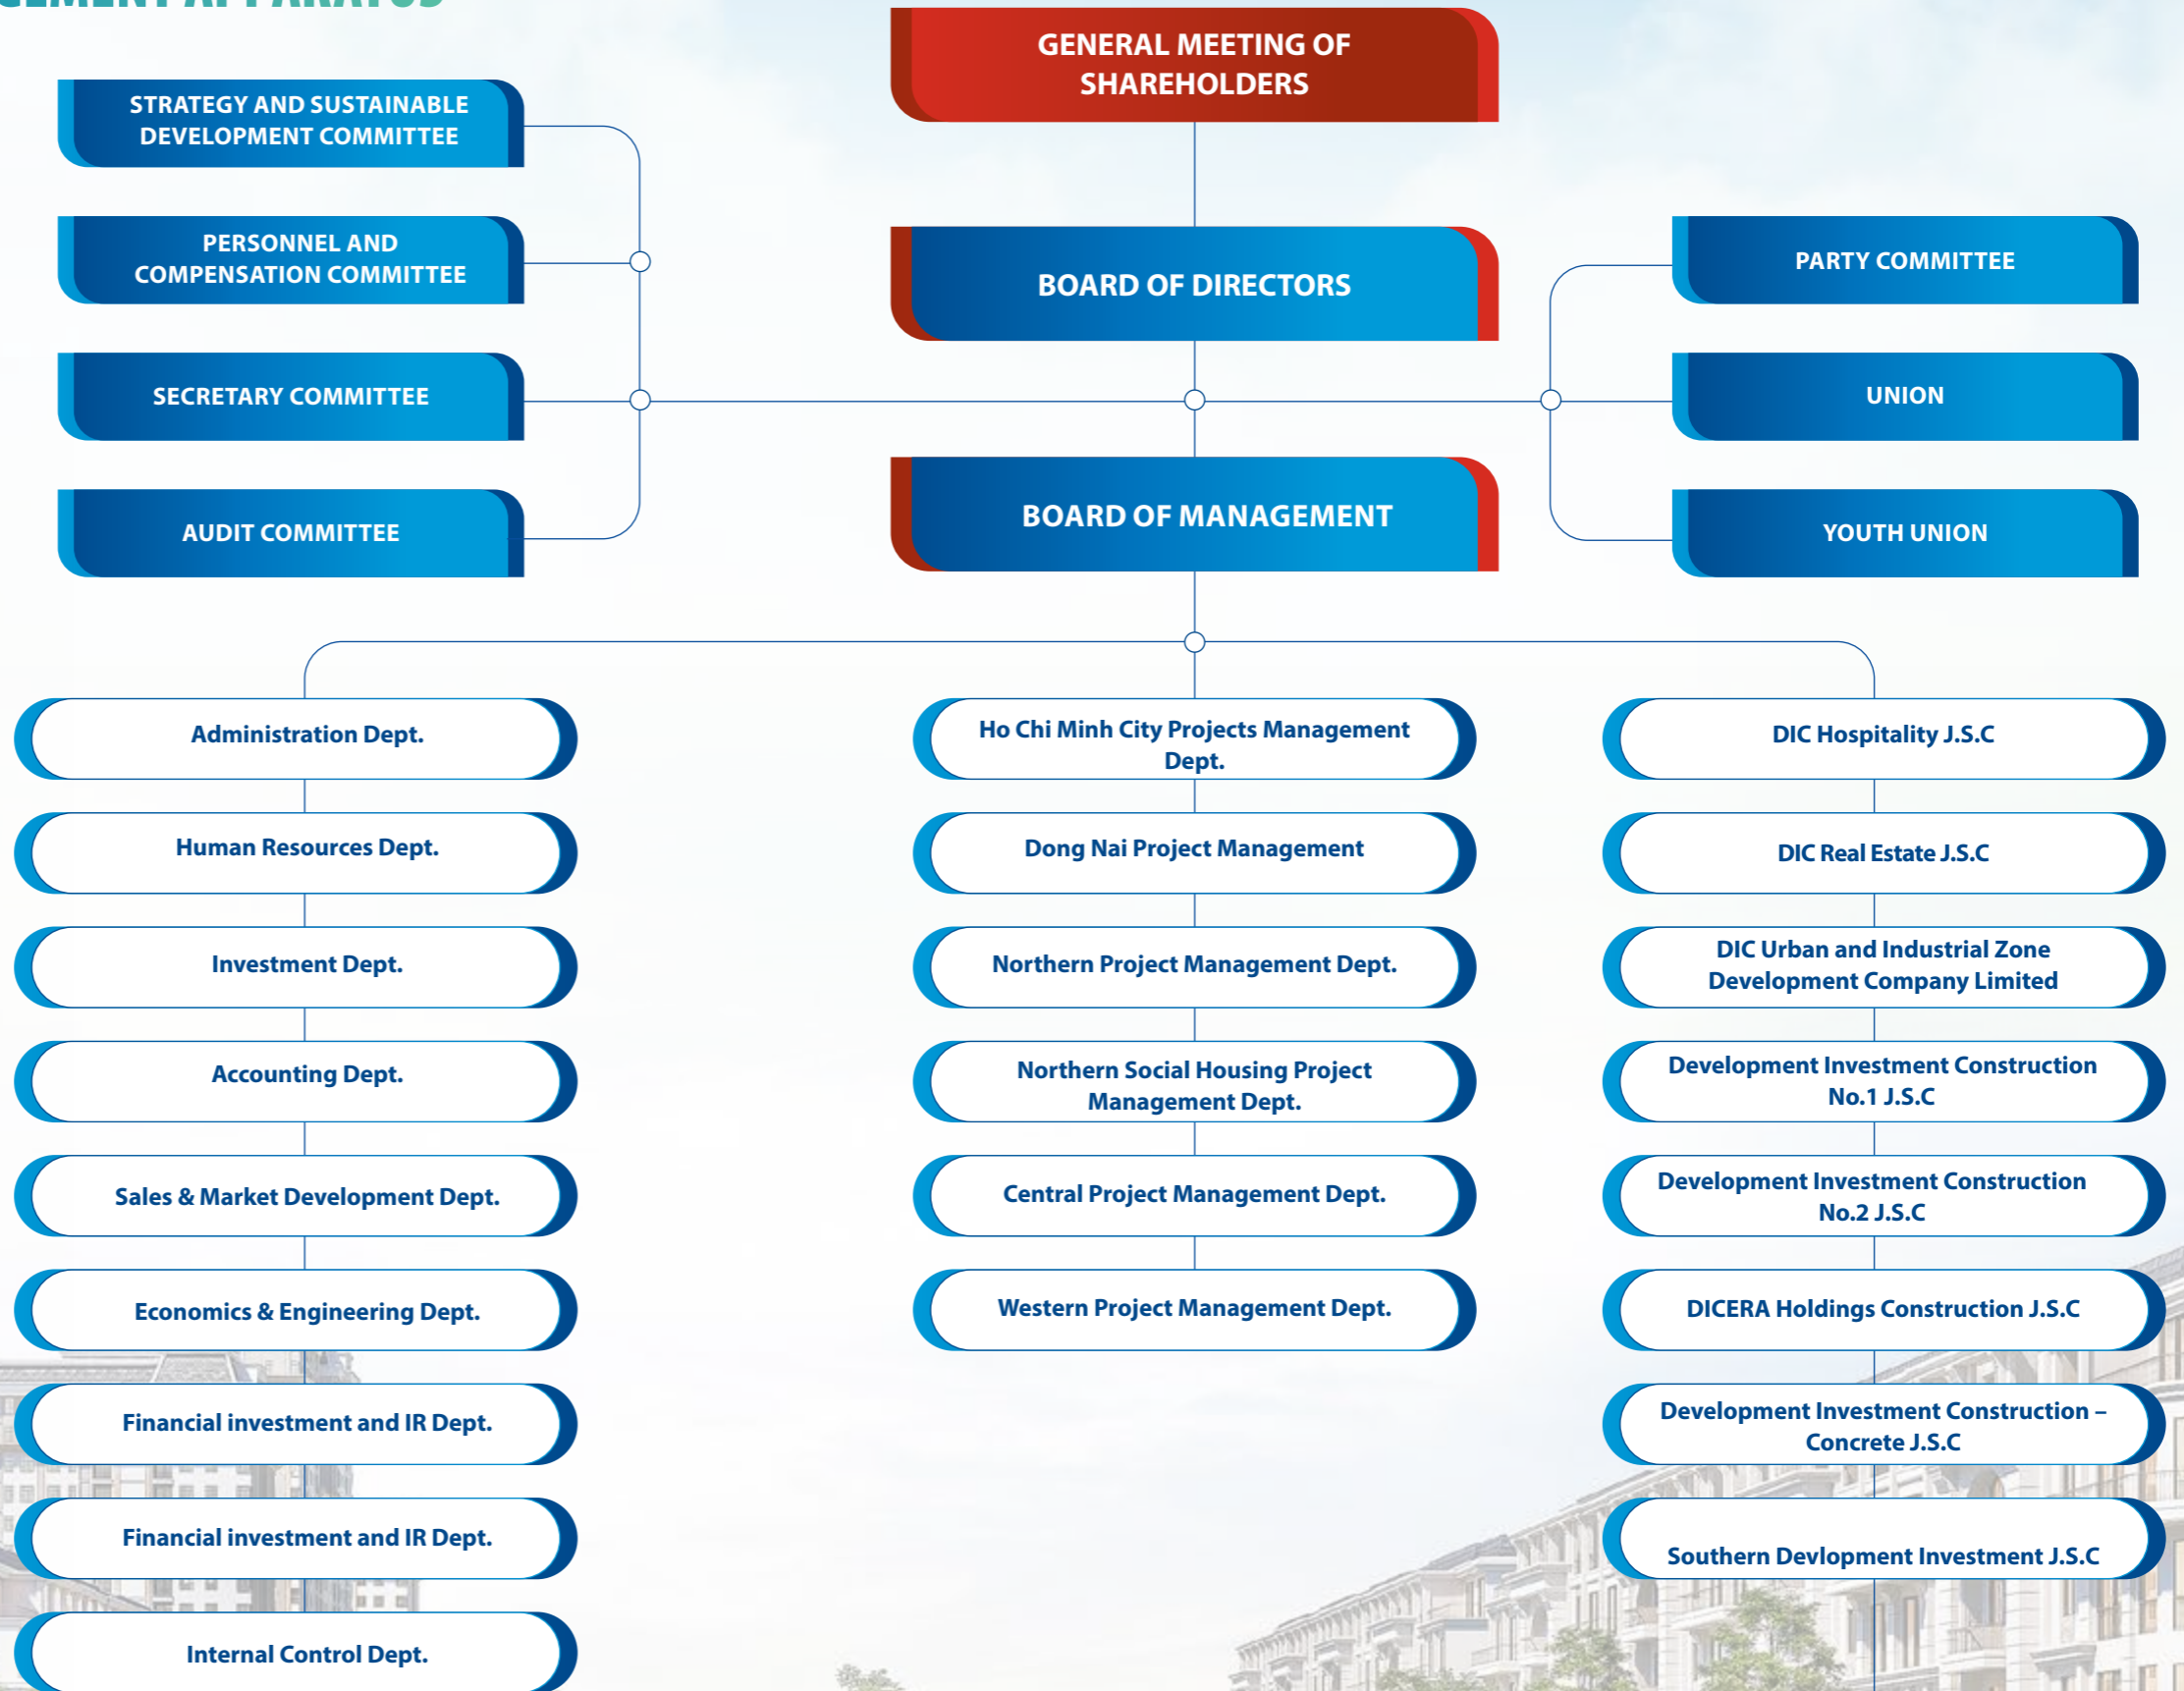 APPARATUS
GENERAL MEETING OF
SHAREHOLDERS
STRATEGY AND SUSTAINABLE
DEVELOPMENT COMMITTEE
PERSONNEL AND
COMPENSATION COMMITTEE
SECRETARY COMMITTEE
AUDIT COMMITTEE
BOARD OF DIRECTORS
BOARD OF MANAGEMENT
PARTY COMMITTEE
UNION
YOUTH UNION
Administration Dept.
Human Resources Dept.
Investment Dept.
Accounting Dept.
Sales & Market Development Dept.
Economics & Engineering Dept.
Financial investment and IR Dept.
Financial investment and IR Dept.
Internal Control Dept.
Ho Chi Minh City Projects Management
Dept.
Dong Nai Project Management
Northern Project Management Dept.
Northern Social Housing Project
Management Dept.
Central Project Management Dept.
Western Project Management Dept.
DIC Hospitality J.S.C
DIC Real Estate J.S.C
DIC Urban and Industrial Zone
Development Company Limited
Development Investment Construction
No.1 J.S.C
Development Investment Construction
No.2 J.S.C
DICERA Holdings Construction J.S.C
Development Investment Construction –
Concrete J.S.C
Southern Devlopment Investment J.S.C